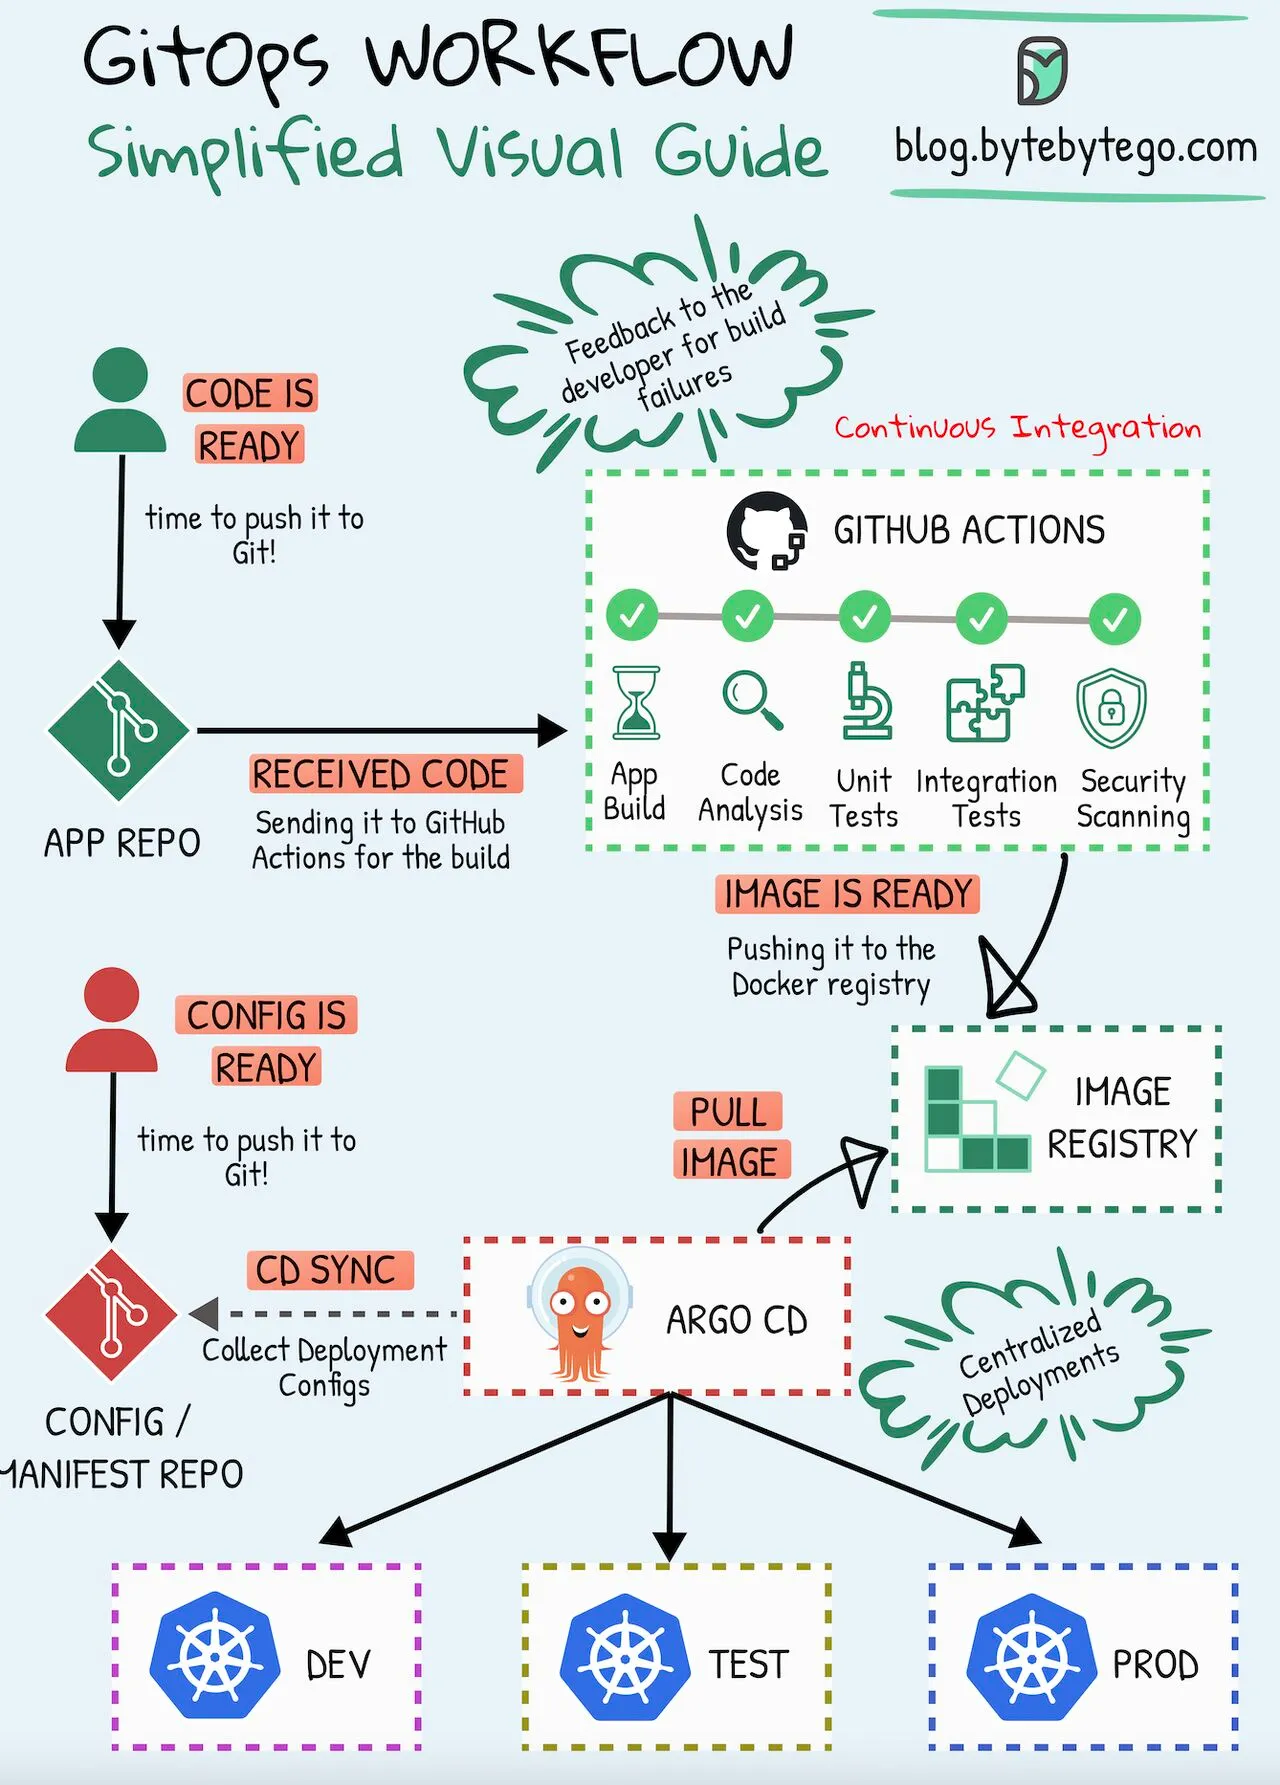 GitOps WORKFLOW
Simplified Visual Guide
blog.bytebytego.com
Feedback to the
developer for build
failures
CODE IS
READY
time to push it to
Git!
Continuous Integration
GITHUB ACTIONS
App
Build
Code
Analysis
Unit
Tests
Integration
Tests
Security
Scanning
RECEIVED CODE
Sending it to GitHub
Actions for the build
APP REPO
IMAGE IS READY
Pushing it to the
Docker registry
CONFIG IS
READY
time to push it to
Git!
IMAGE
REGISTRY
PULL
IMAGE
CD SYNC
Collect Deployment
Configs
ARGO CD
Centralized
Deployments
CONFIG /
MANIFEST REPO
DEV
TEST
PROD